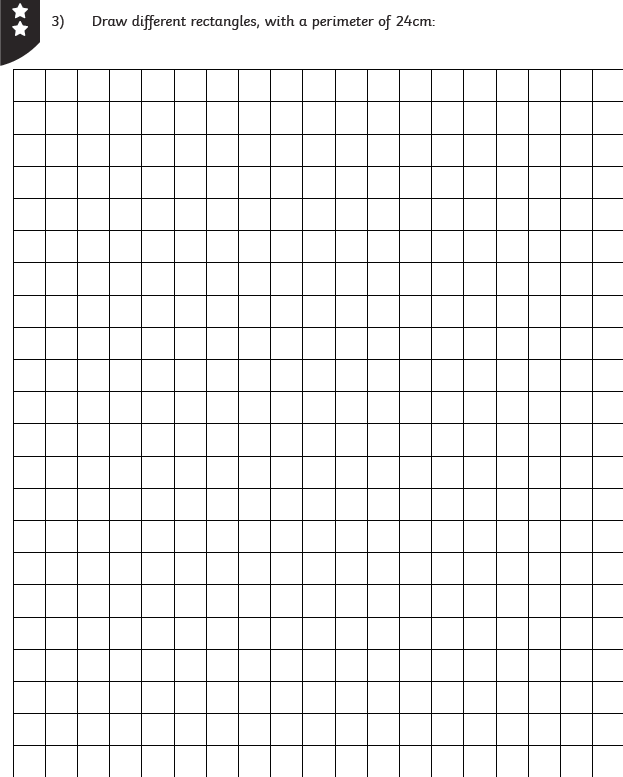 3) Draw different rectangles, with a perimeter of 24cm: